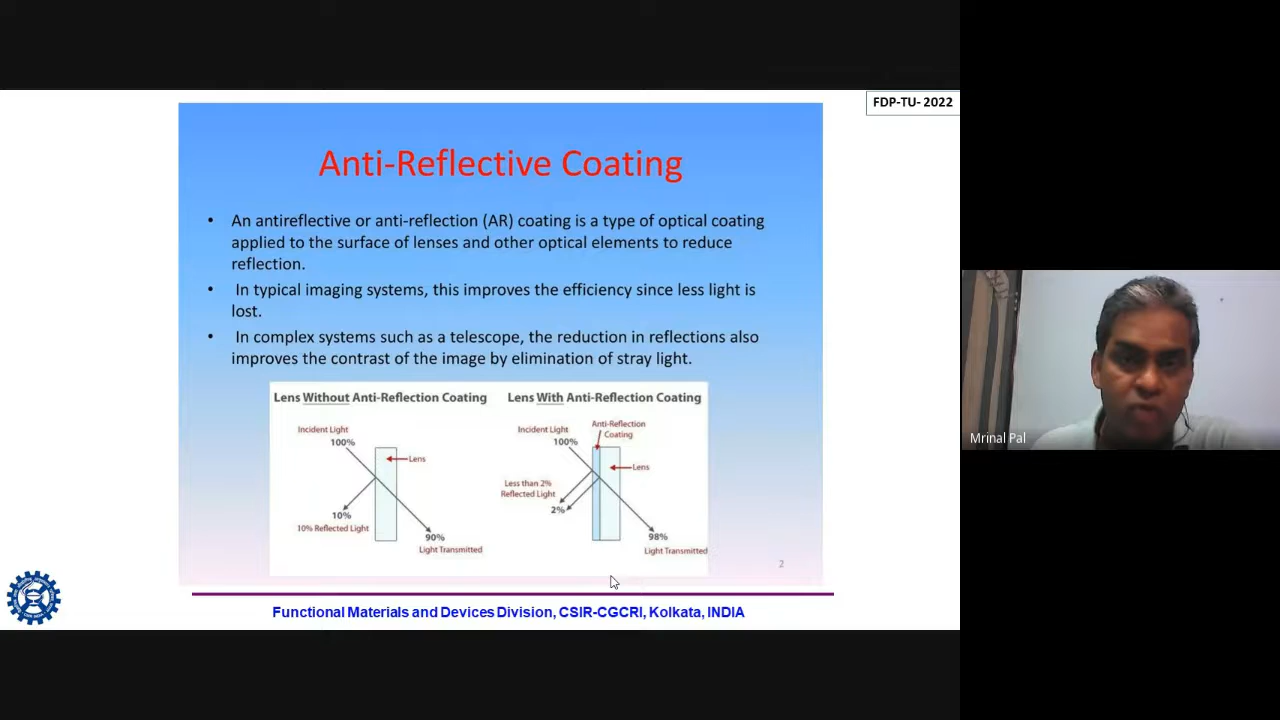 FDP-TU- 2022
Anti-Reflective Coating
• An antireflective or anti-reflection (AR) coating is a type of optical coating
applied to the surface of lenses and other optical elements to reduce
reflection.
• In typical imaging systems, this improves the efficiency since less light is
lost.
• In complex systems such as a telescope, the reduction in reflections also
improves the contrast of the image by elimination of stray light.
Lens Without Anti-Reflection Coating
Incident Light
100%
Lens
10%
10% Reflected Light
90%
Light Transmitted
Lens With Anti-Reflection Coating
Incident Light
100%
Anti-Reflection
Coating
Lens
Less than 2%
Reflected Light
2%
98%
Light Transmitted
2
Functional Materials and Devices Division, CSIR-CGCRI, Kolkata, INDIA
Mrinal Pal